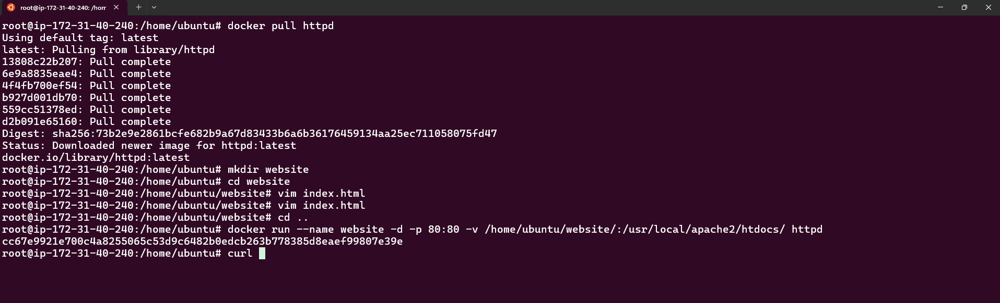 root@ip-172-31-40-240: /hom
root@ip-172-31-40-240:/home/ubuntu# docker pull httpd
Using default tag: latest
latest: Pulling from library/httpd
13808c22b207: Pull complete
6e9a8835eae4: Pull complete
4f4fb700ef54: Pull complete
b927d001db70: Pull complete
559cc51378ed: Pull complete
d2b091e65160: Pull complete
Digest: sha256:73b2e9e2861bcfe682b9a67d83433b6a6b36176459134aa25ec711058075fd47
Status: Downloaded newer image for httpd:latest
docker.io/library/httpd:latest
root@ip-172-31-40-240:/home/ubuntu# mkdir website
root@ip-172-31-40-240:/home/ubuntu# cd website
root@ip-172-31-40-240:/home/ubuntu/website# vim index.html
root@ip-172-31-40-240:/home/ubuntu/website# vim index.html
root@ip-172-31-40-240:/home/ubuntu/website# cd ..
root@ip-172-31-40-240:/home/ubuntu# docker run --name website -d -p 80:80 -v /home/ubuntu/website/:/usr/local/apache2/htdocs/ httpd
cc67e9921e700c4a8255065c53d9c6482b0edcb263b778385d8eaef99807e39e
root@ip-172-31-40-240:/home/ubuntu# curl